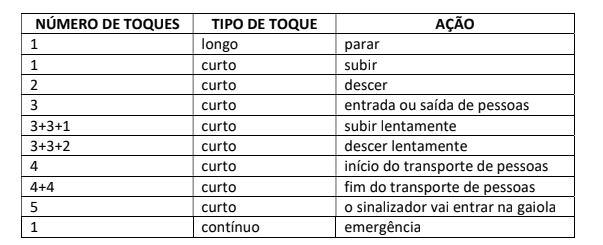 NÚMERO DE TOQUES TIPO DE TOQUE AÇÃO
1 longo parar
1 curto subir
2 curto descer
3 curto entrada ou saída de pessoas
3+3+1 curto subir lentamente
3+3+2 curto descer lentamente
4 curto início do transporte de pessoas
4+4 curto fim do transporte de pessoas
5 curto o sinalizador vai entrar na gaiola
1 contínuo emergência